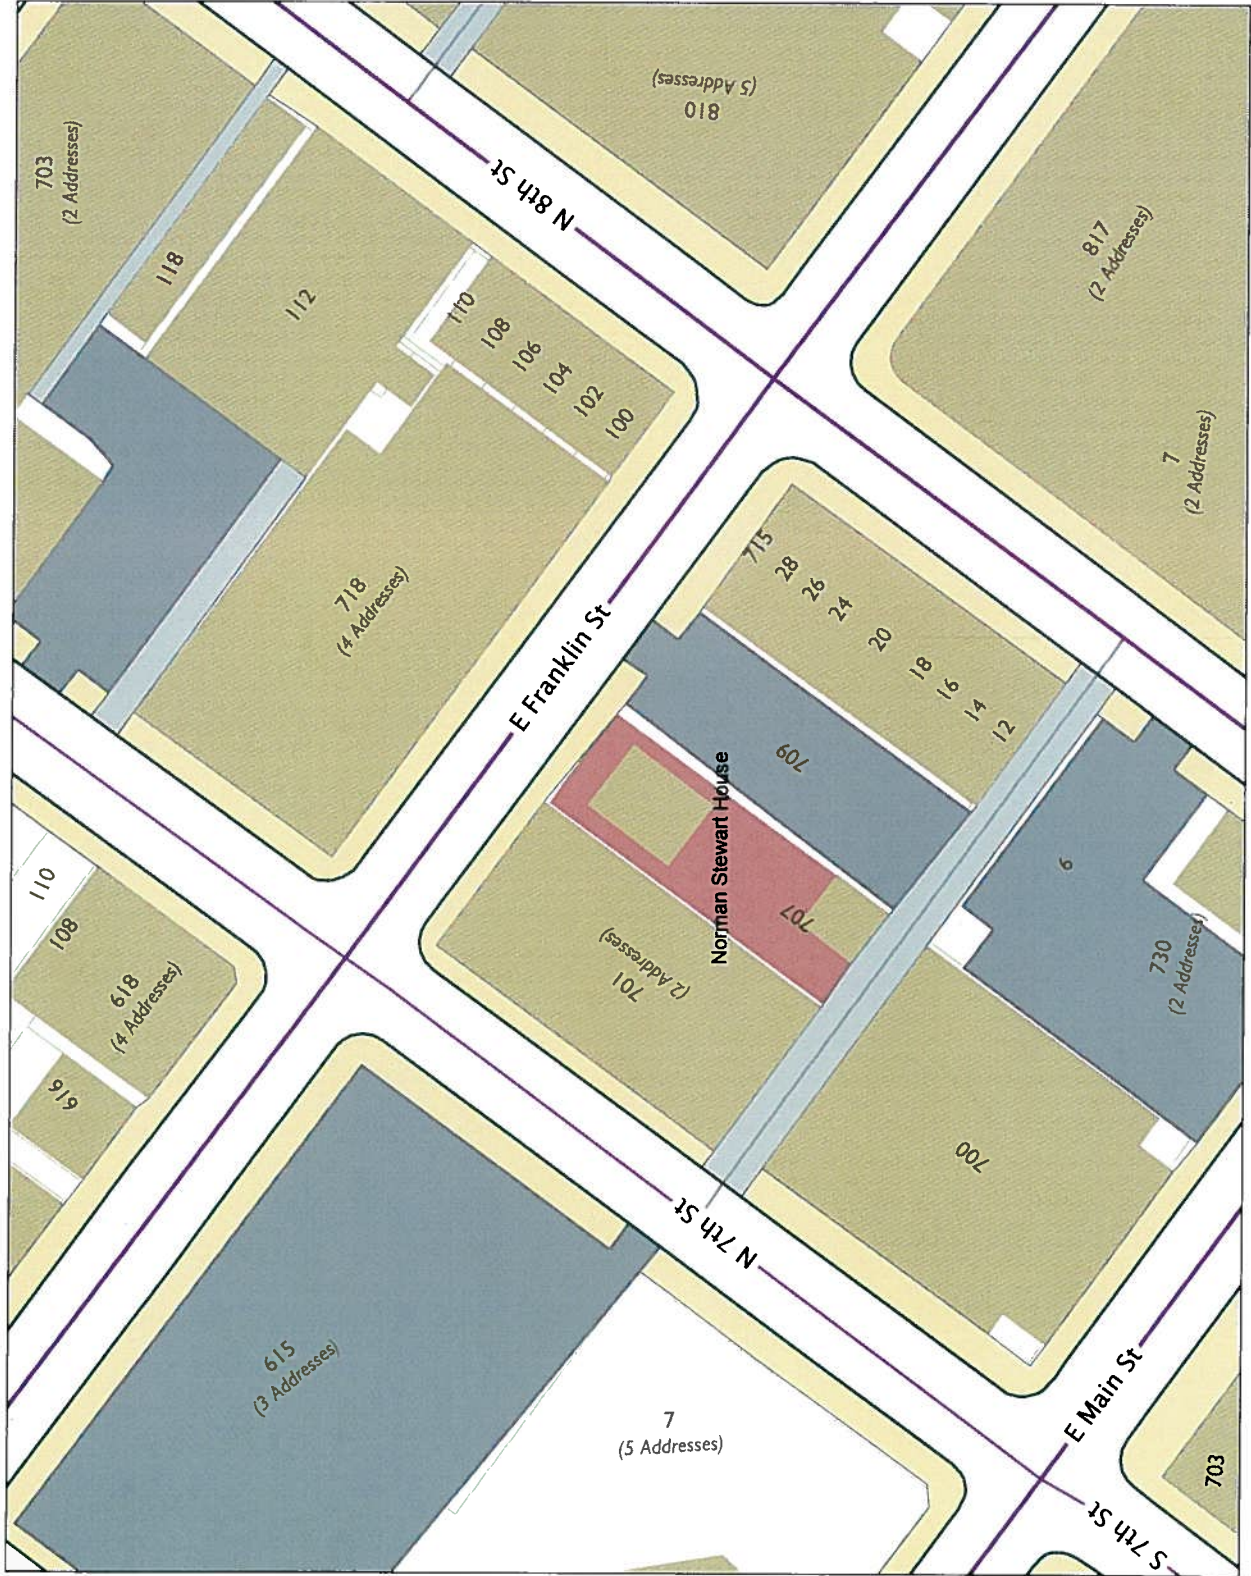 703
(2 Addresses)
118
112
110
108
106
104
102
100
810
(5 Addresses)
N 8th St
817
(2 Addresses)
7
(2 Addresses)
718
(4 Addresses)
E Franklin St
715
28
26
24
20
18
16
14
12
709
Norman Stewart House
707
701
(2 Addresses)
6
730
(2 Addresses)
700
110
108
618
(4 Addresses)
616
615
(3 Addresses)
N 7th St
7
(5 Addresses)
E Main St
S 7th St
703